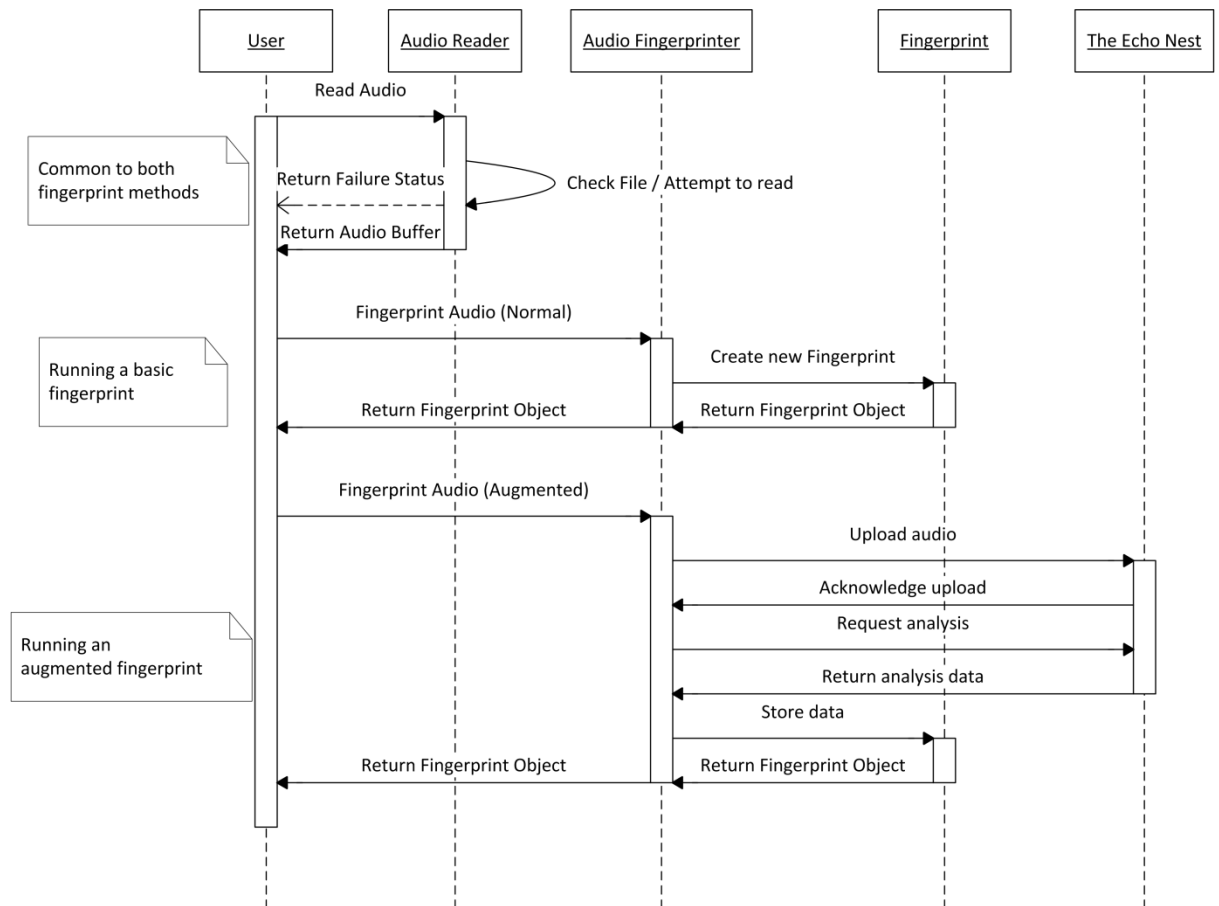 User
Audio Reader
Audio Fingerprinter
Fingerprint
The Echo Nest
Read Audio
Common to both
fingerprint methods
Return Failure Status
Check File / Attempt to read
Return Audio Buffer
Fingerprint Audio (Normal)
Running a basic
fingerprint
Create new Fingerprint
Return Fingerprint Object
Return Fingerprint Object
Fingerprint Audio (Augmented)
Upload audio
Acknowledge upload
Request analysis
Running an
augmented fingerprint
Return analysis data
Store data
Return Fingerprint Object
Return Fingerprint Object